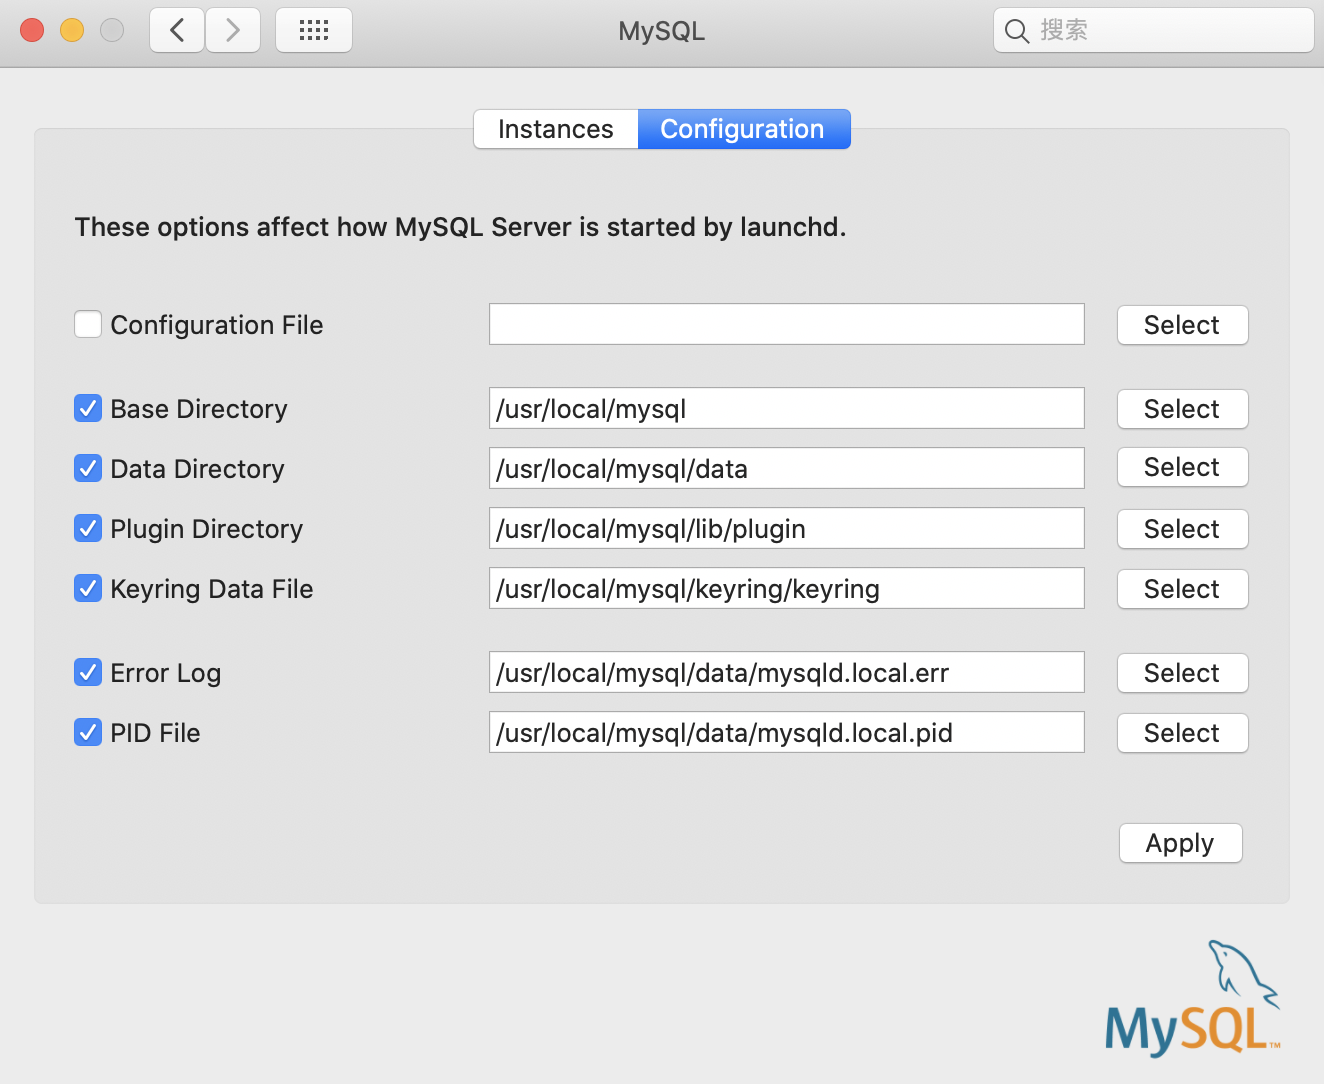 MySQL
搜索
Instances
Configuration
These options affect how MySQL Server is started by launchd.
Configuration File
Select
Base Directory
/usr/local/mysql
Select
Data Directory
/usr/local/mysql/data
Select
Plugin Directory
/usr/local/mysql/lib/plugin
Select
Keyring Data File
/usr/local/mysql/keyring/keyring
Select
Error Log
/usr/local/mysql/data/mysqld.local.err
Select
PID File
/usr/local/mysql/data/mysqld.local.pid
Select
Apply
MySQL™